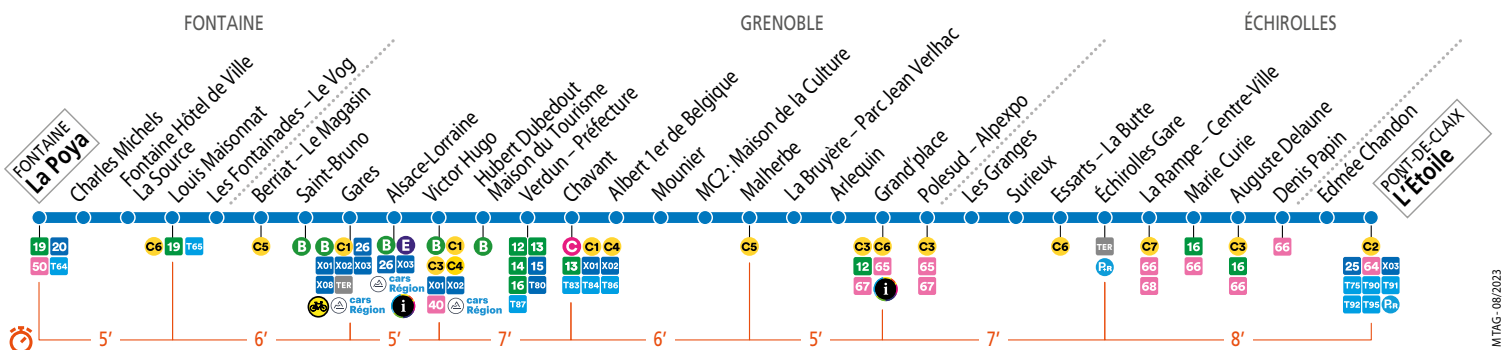 FONTAINE
GRENOBLE
ÉCHIROLLES
FONTAINE
La Poya
Charles Michels
Fontaine Hôtel de Ville
La Source
Louis Maisonnat
Les Fontainades – Le Vog
Berriat – Le Magasin
Saint-Bruno
Gares
Alsace-Lorraine
Victor Hugo
Hubert Dubedout
Maison du Tourisme
Verdun – Préfecture
Chavant
Albert 1er de Belgique
Mounier
MC2 : Maison de la Culture
Malherbe
La Bruyère – Parc Jean Verlhac
Arlequin
Grand'place
Polesud – Alpexpo
Les Granges
Surieux
Essarts – La Butte
Échirolles Gare
La Rampe – Centre-Ville
Marie Curie
Auguste Delaune
Denis Papin
Edmée Chandon
PONT-DE-CLAIX
L'Étoile
19 20
50 T64
C6 19 T65
C5
B
B C1 26
X01 X02 X03
X08 TER
cars
Région
B E
26 X03
cars
Région
i
B C1
C3 C4
X01 X02
40
cars
Région
B
12 13
14 15
16 T80
T87
C C1 C4
13 X01 X02
T83 T84 T86
C5
C3 C6
12 65
67 i
C3
65
67
C6
TER
P+R
C7
66
68
16
66
C3
16
66
66
C2
25 64 X03
T75 T90 T91
T92 T95 P+R
5' 6' 5' 7' 6' 5' 7' 8'
M TAG - 08/2023